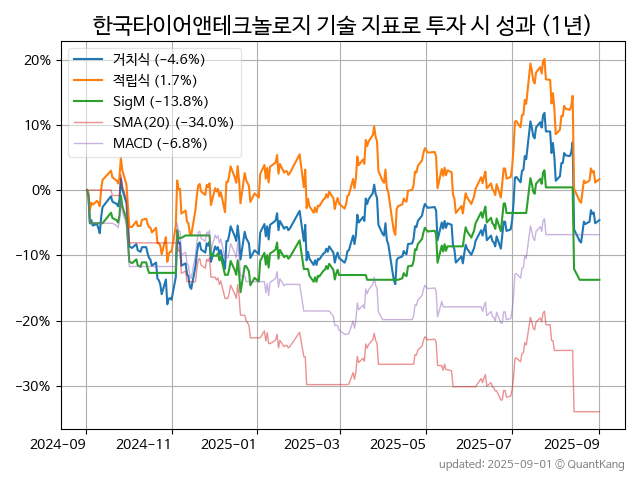 한국타이어앤테크놀로지 기술 지표로 투자 시 성과 (1년)
거치식 (−4.6%)
적립식 (1.7%)
SigM (−13.8%)
SMA(20) (−34.0%)
MACD (−6.8%)
20%
10%
0%
−10%
−20%
−30%
2024-09 2024-11 2025-01 2025-03 2025-05 2025-07 2025-09
updated: 2025-09-01 © QuantKang